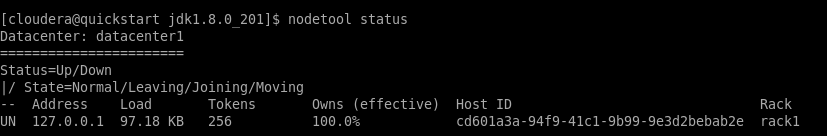 [cloudera@quickstart jdk1.8.0_201]$ nodetool status
Datacenter: datacenter1
=======================
Status=Up/Down
|/ State=Normal/Leaving/Joining/Moving
--  Address    Load       Tokens       Owns (effective)  Host ID                               Rack
UN  127.0.0.1  97.18 KB   256          100.0%            cd601a3a-94f9-41c1-9b99-9e3d2bebab2e  rack1